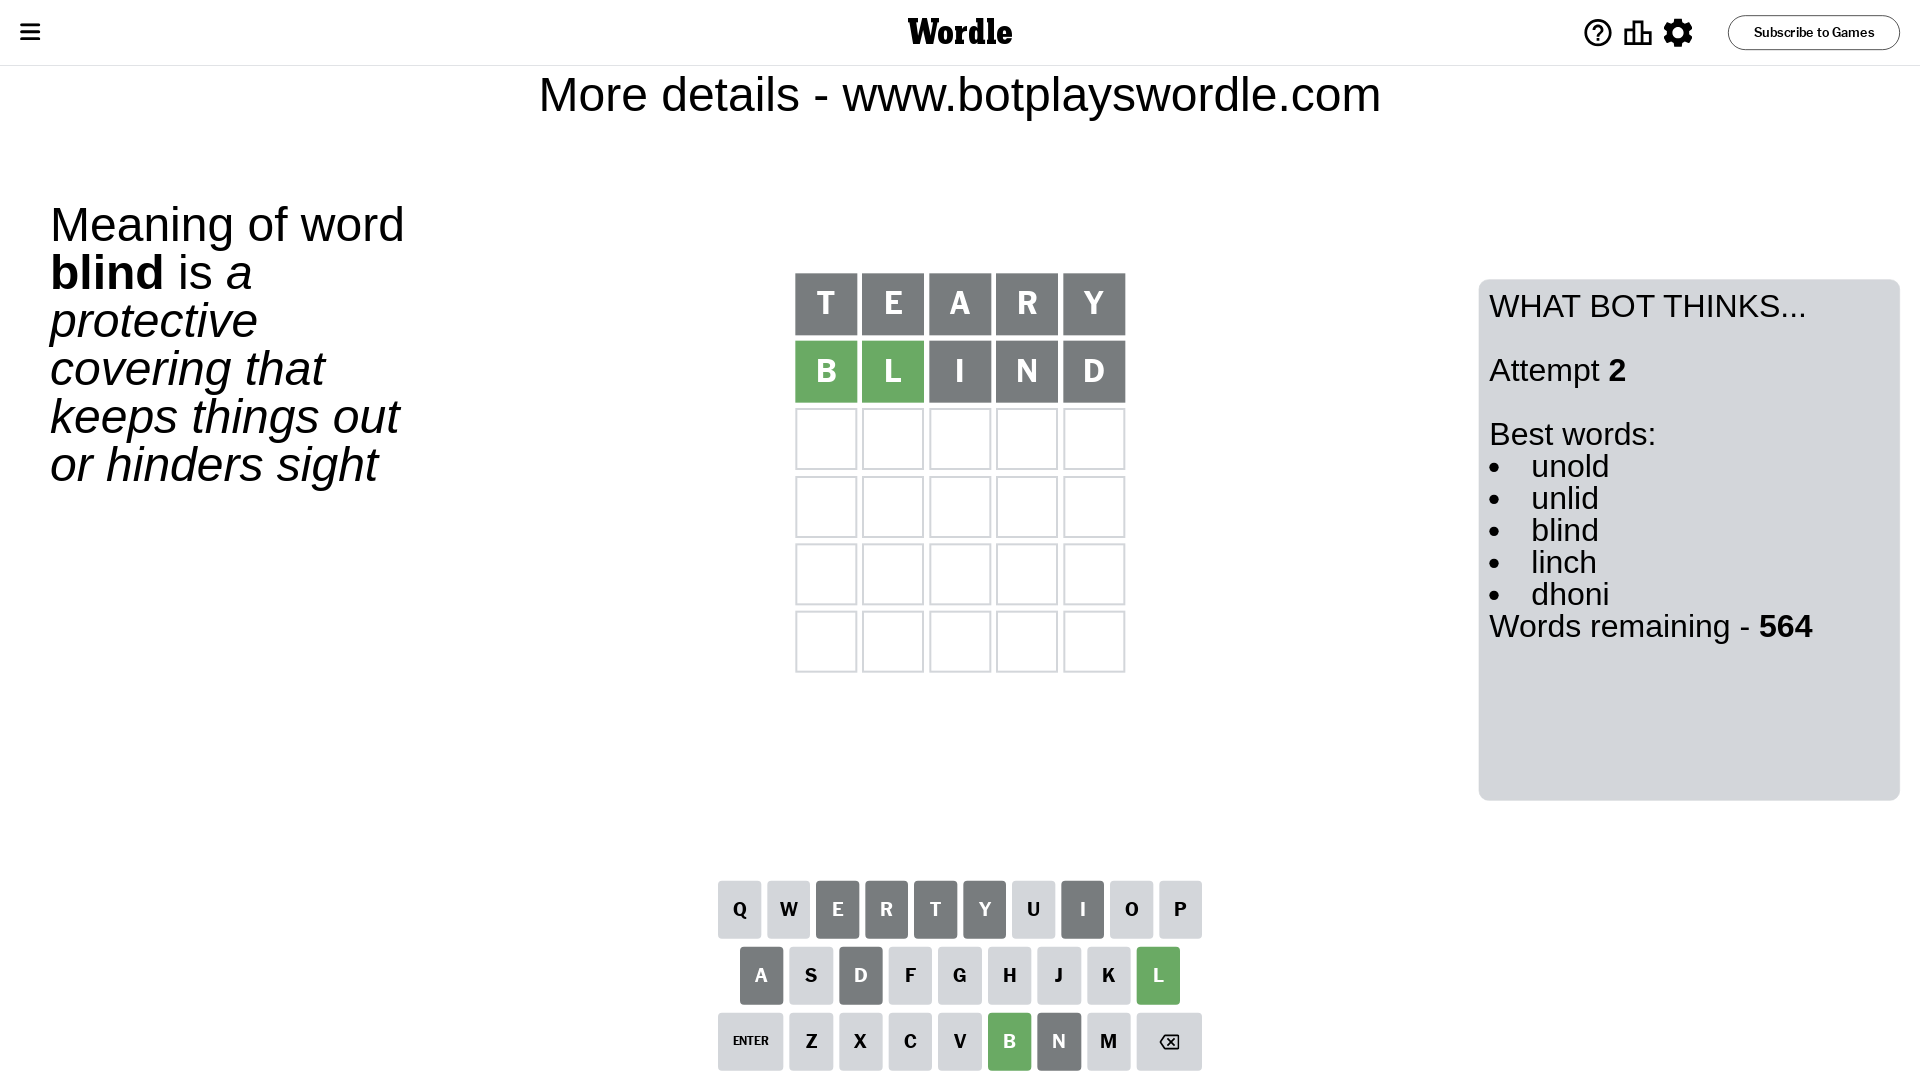 Wordle
Subscribe to Games
More details - www.botplayswordle.com
Meaning of word
blind is a
protective
covering that
keeps things out
or hinders sight
T E A R Y
B L I N D
WHAT BOT THINKS...
Attempt 2
Best words:
• unold
• unlid
• blind
• linch
• dhoni
Words remaining - 564
Q W E R T Y U I O P
A S D F G H J K L
ENTER Z X C V B N M